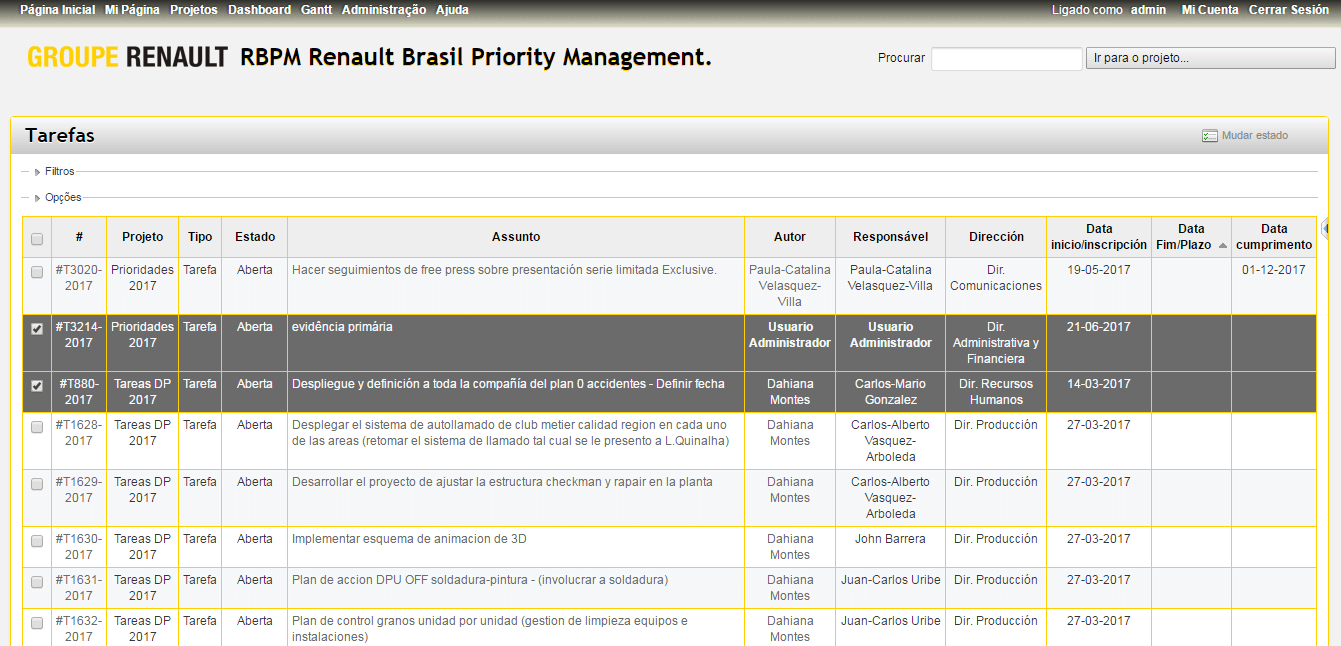 Página Inicial Mi Página Projetos Dashboard Gantt Administração Ajuda Ligado como admin Mi Cuenta Cerrar Sesión
GROUPE RENAULT RBPM Renault Brasil Priority Management. Procurar Ir para o projeto...
Tarefas Mudar estado
Filtros
Opções
# Projeto Tipo Estado Assunto Autor Responsável Dirección Data inicio/inscripción Data Fim/Plazo Data cumprimento
#T3020-2017 Prioridades 2017 Tarefa Aberta Hacer seguimientos de free press sobre presentación serie limitada Exclusive. Paula-Catalina Velasquez-Villa Paula-Catalina Velasquez-Villa Dir. Comunicaciones 19-05-2017 01-12-2017
#T3214-2017 Prioridades 2017 Tarefa Aberta evidência primária Usuario Administrador Usuario Administrador Dir. Administrativa y Financiera 21-06-2017
#T880-2017 Tareas DP 2017 Tarefa Aberta Despliegue y definición a toda la compañía del plan 0 accidentes - Definir fecha Dahiana Montes Carlos-Mario Gonzalez Dir. Recursos Humanos 14-03-2017
#T1628-2017 Tareas DP 2017 Tarefa Aberta Desplegar el sistema de autollamado de club metier calidad region en cada uno de las areas (retomar el sistema de llamado tal cual se le presento a L.Quinalha) Dahiana Montes Carlos-Alberto Vasquez-Arboleda Dir. Producción 27-03-2017
#T1629-2017 Tareas DP 2017 Tarefa Aberta Desarrollar el proyecto de ajustar la estructura checkman y rapair en la planta Dahiana Montes Carlos-Alberto Vasquez-Arboleda Dir. Producción 27-03-2017
#T1630-2017 Tareas DP 2017 Tarefa Aberta Implementar esquema de animacion de 3D Dahiana Montes John Barrera Dir. Producción 27-03-2017
#T1631-2017 Tareas DP 2017 Tarefa Aberta Plan de accion DPU OFF soldadura-pintura - (involucrar a soldadura) Dahiana Montes Juan-Carlos Uribe Dir. Producción 27-03-2017
#T1632-2017 Tareas DP 2017 Tarefa Aberta Plan de control granos unidad por unidad (gestion de limpieza equipos e instalaciones) Dahiana Montes Juan-Carlos Uribe Dir. Producción 27-03-2017